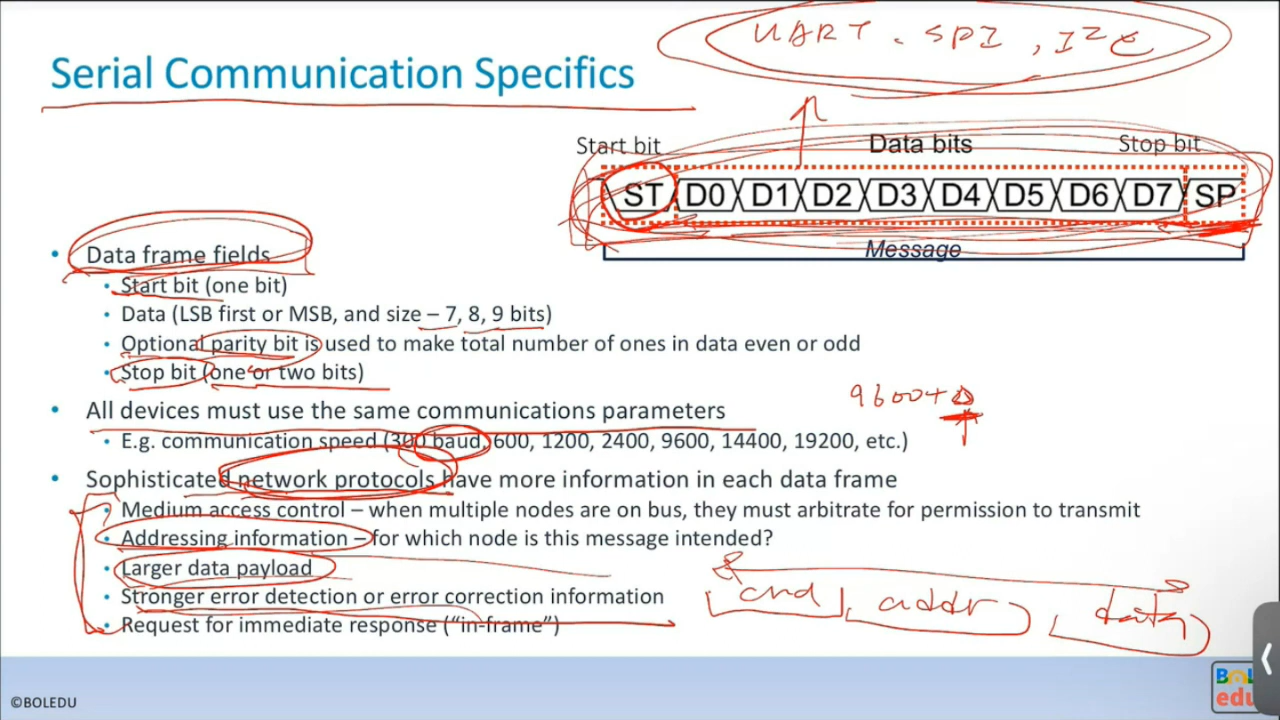 UART, SPI, I2C
Serial Communication Specifics
Start bit Data bits Stop bit
ST D0 D1 D2 D3 D4 D5 D6 D7 SP
Message
• Data frame fields
• Start bit (one bit)
• Data (LSB first or MSB, and size – 7, 8, 9 bits)
• Optional parity bit is used to make total number of ones in data even or odd
• Stop bit (one or two bits)
9600+Δ
• All devices must use the same communications parameters
• E.g. communication speed (300 baud, 600, 1200, 2400, 9600, 14400, 19200, etc.)
• Sophisticated network protocols have more information in each data frame
• Medium access control – when multiple nodes are on bus, they must arbitrate for permission to transmit
• Addressing information – for which node is this message intended?
• Larger data payload
• Stronger error detection or error correction information
cmd addr data
• Request for immediate response (“in-frame”)
BOL
edu
©BOLEDU